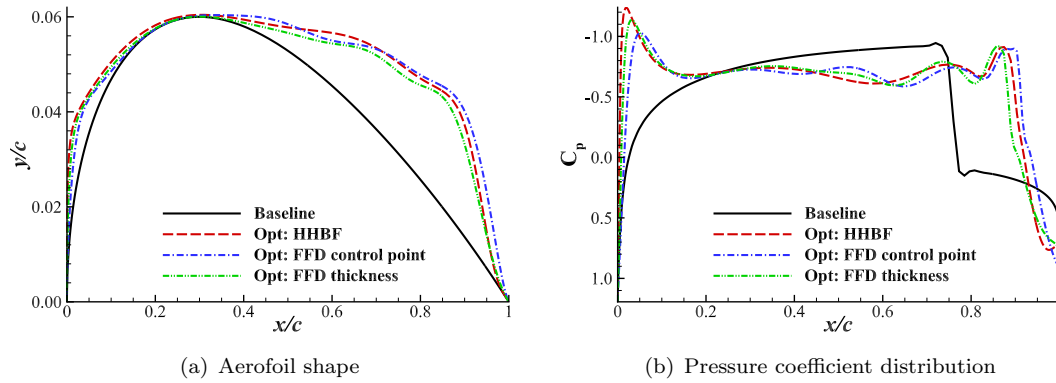 0.06
0.04
0.02
0.00
y/c
Baseline
Opt: HHBF
Opt: FFD control point
Opt: FFD thickness
0 0.2 0.4 0.6 0.8 1
x/c
(a) Aerofoil shape
-1.0
-0.5
0.0
0.5
1.0
Cp
Baseline
Opt: HHBF
Opt: FFD control point
Opt: FFD thickness
0 0.2 0.4 0.6 0.8
x/c
(b) Pressure coefficient distribution